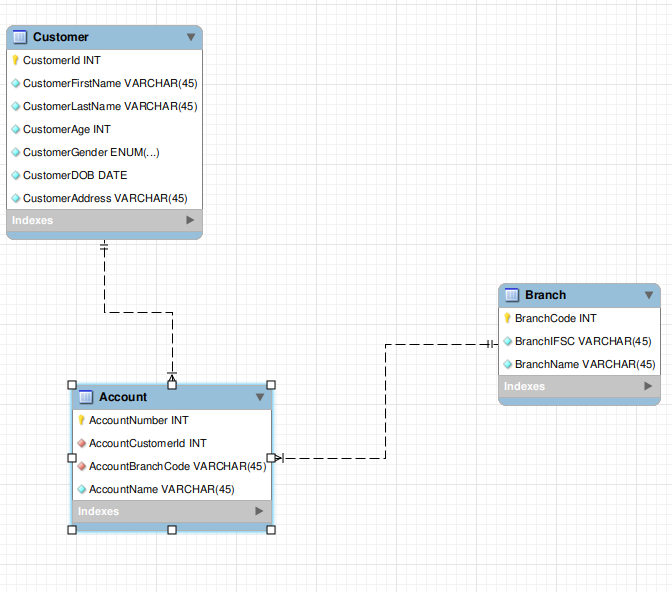 Customer
CustomerId INT
CustomerFirstName VARCHAR(45)
CustomerLastName VARCHAR(45)
CustomerAge INT
CustomerGender ENUM(...)
CustomerDOB DATE
CustomerAddress VARCHAR(45)
Indexes
Branch
BranchCode INT
BranchIFSC VARCHAR(45)
BranchName VARCHAR(45)
Indexes
Account
AccountNumber INT
AccountCustomerId INT
AccountBranchCode VARCHAR(45)
AccountName VARCHAR(45)
Indexes